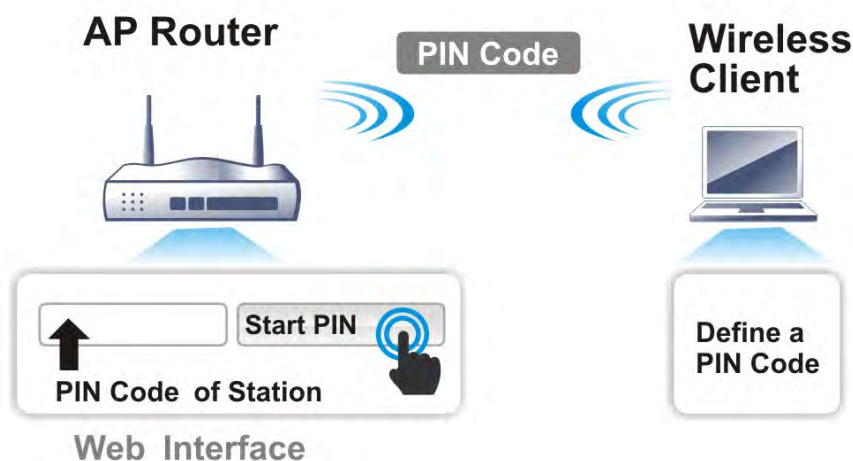 AP Router
PIN Code
Wireless
Client
Start PIN
PIN Code of Station
Define a
PIN Code
Web Interface